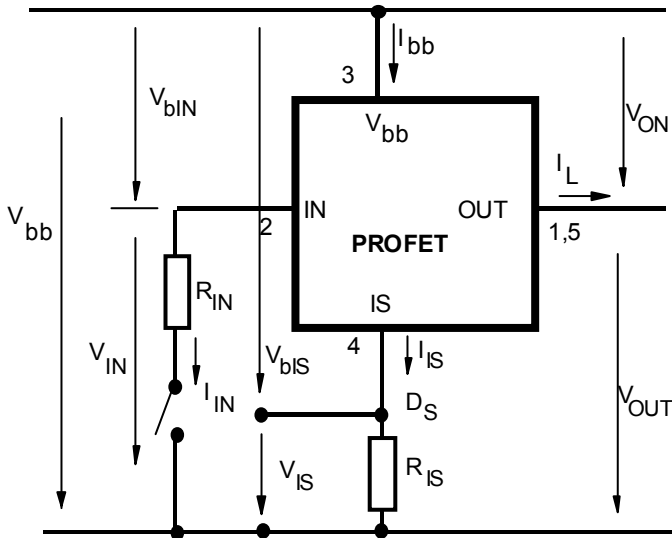 I bb
3
V bb
V bIN
V ON
I L
V bb
IN
OUT
2
1,5
PROFET
R IN
IS
V IN
4
I IS
V bIS
I IN
D S
V OUT
V IS
R IS